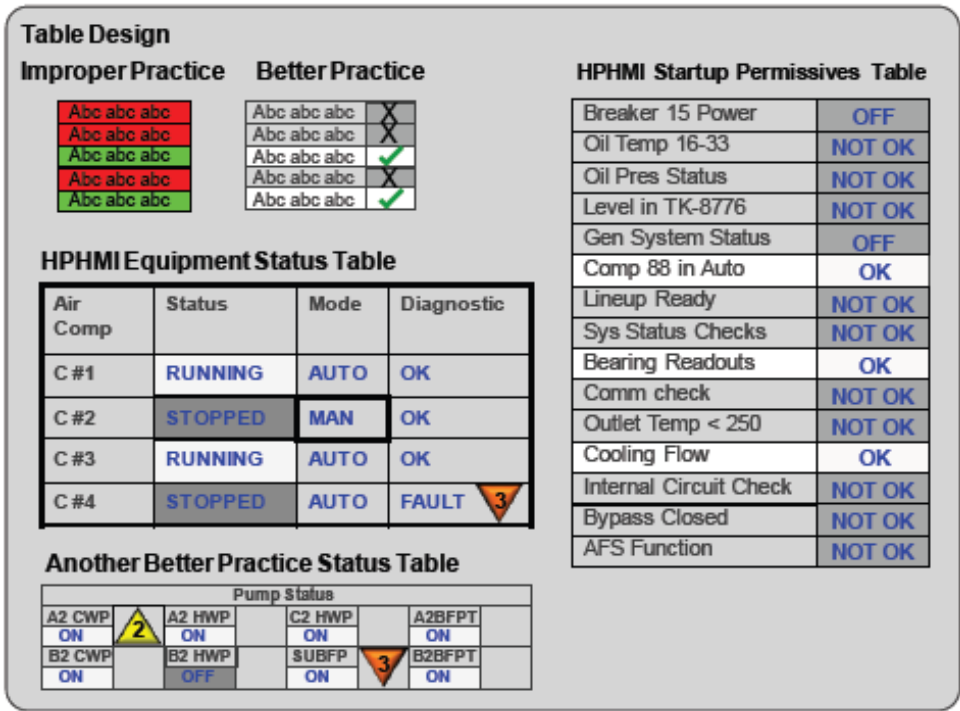 Table Design
Improper Practice
Better Practice
Abc abc abc
Abc abc abc
Abc abc abc
Abc abc abc
Abc abc abc
Abc abc abc X
Abc abc abc X
Abc abc abc ✓
Abc abc abc X
Abc abc abc ✓
HPHMI Equipment Status Table
Air Comp Status Mode Diagnostic
C #1 RUNNING AUTO OK
C #2 STOPPED MAN OK
C #3 RUNNING AUTO OK
C #4 STOPPED AUTO FAULT 3
Another Better Practice Status Table
Pump Status
A2 CWP 2 A2 HWP C2 HWP A2BFPT
ON ON ON ON
B2 CWP B2 HWP SUBFP 3 B2BFPT
ON OFF ON ON
HPHMI Startup Permissives Table
Breaker 15 Power OFF
Oil Temp 16-33 NOT OK
Oil Pres Status NOT OK
Level in TK-8776 NOT OK
Gen System Status OFF
Comp 88 in Auto OK
Lineup Ready NOT OK
Sys Status Checks NOT OK
Bearing Readouts OK
Comm check NOT OK
Outlet Temp < 250 NOT OK
Cooling Flow OK
Internal Circuit Check NOT OK
Bypass Closed NOT OK
AFS Function NOT OK